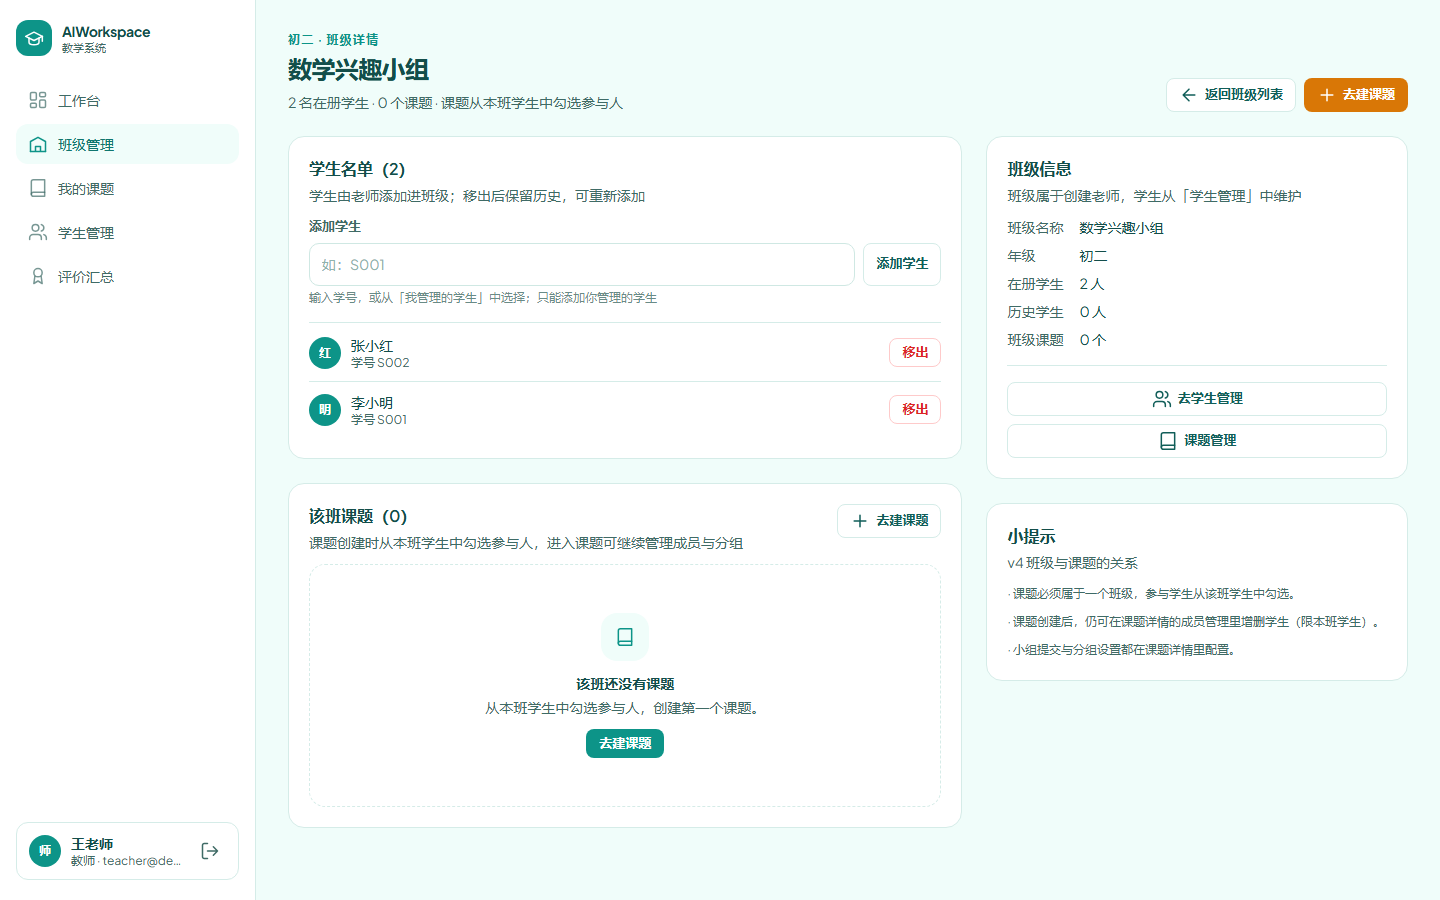 AIWorkspace
教学系统
工作台
班级管理
我的课题
学生管理
评价汇总
师
王老师
教师 · teacher@de...
初二 · 班级详情
数学兴趣小组
2 名在册学生 · 0 个课题 · 课题从本班学生中勾选参与人
返回班级列表
去建课题
学生名单（2）
学生由老师添加进班级；移出后保留历史，可重新添加
添加学生
如：S001
添加学生
输入学号，或从「我管理的学生」中选择；只能添加你管理的学生
红
张小红
学号 S002
移出
明
李小明
学号 S001
移出
该班课题（0）
去建课题
课题创建时从本班学生中勾选参与人，进入课题可继续管理成员与分组
该班还没有课题
从本班学生中勾选参与人，创建第一个课题。
去建课题
班级信息
班级属于创建老师，学生从「学生管理」中维护
班级名称 数学兴趣小组
年级 初二
在册学生 2 人
历史学生 0 人
班级课题 0 个
去学生管理
课题管理
小提示
v4 班级与课题的关系
· 课题必须属于一个班级，参与学生从该班学生中勾选。
· 课题创建后，仍可在课题详情的成员管理里增删学生（限本班学生）。
· 小组提交与分组设置都在课题详情里配置。